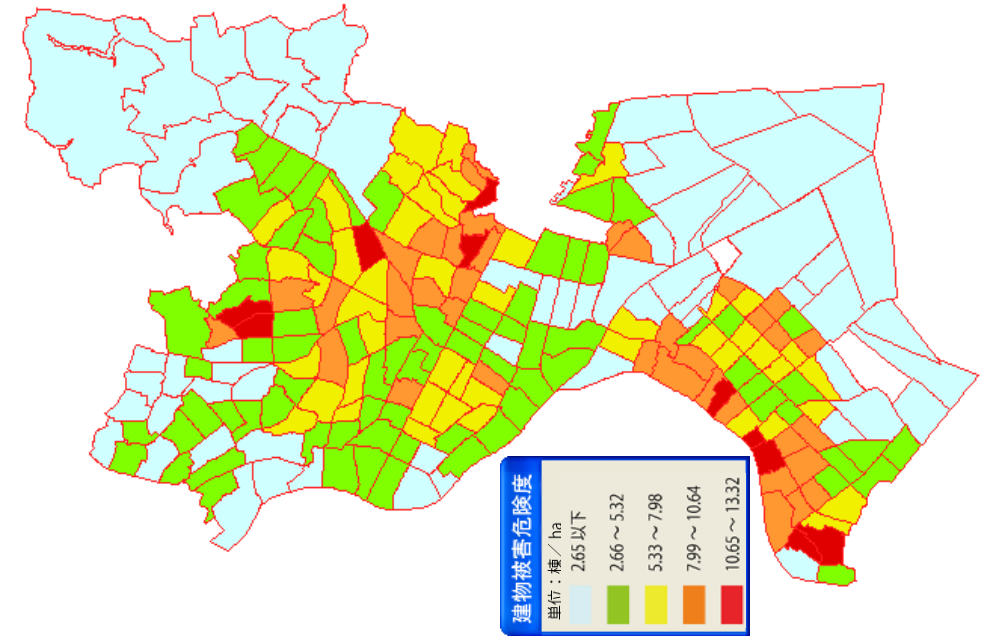 建物被害危険度
単位：棟／ha
2.65 以下
2.66 ～ 5.32
5.33 ～ 7.98
7.99 ～ 10.64
10.65 ～ 13.32